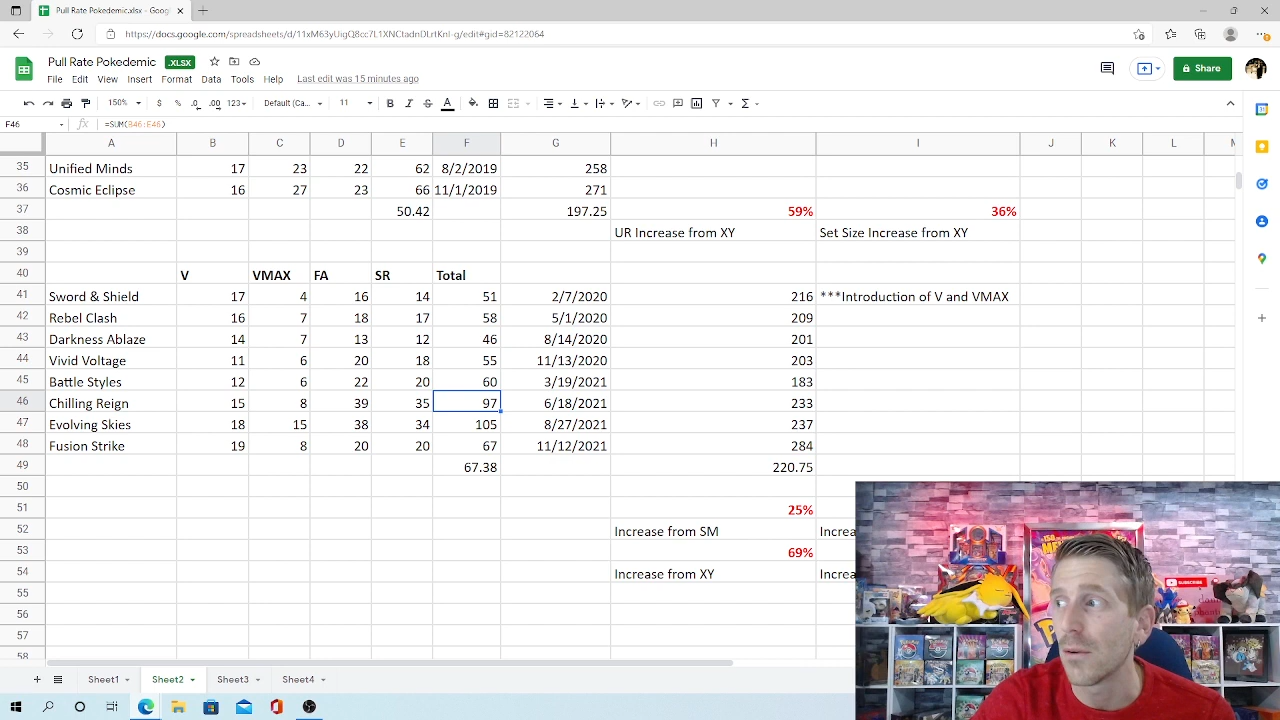 Pull Rate Pokedemic.xlsx - Goog
https://docs.google.com/spreadsheets/d/11xM63yUigQ8cc7L1XNCtadnDLrtKnI-g/edit#gid=82122064
Pull Rate Pokedemic .XLSX
File Edit View Insert Format Data Tools Help Last edit was 15 minutes ago
Share
150% $ % .0 .00 123 Default (Ca... 11 B I S A
F46 fx =SUM(B46:E46)
A B C D E F G H I J K L M
35 Unified Minds 17 23 22 62 8/2/2019 258
36 Cosmic Eclipse 16 27 23 66 11/1/2019 271
37 50.42 197.25 59% 36%
38 UR Increase from XY Set Size Increase from XY
39
40 V VMAX FA SR Total
41 Sword & Shield 17 4 16 14 51 2/7/2020 216 ***Introduction of V and VMAX
42 Rebel Clash 16 7 18 17 58 5/1/2020 209
43 Darkness Ablaze 14 7 13 12 46 8/14/2020 201
44 Vivid Voltage 11 6 20 18 55 11/13/2020 203
45 Battle Styles 12 6 22 20 60 3/19/2021 183
46 Chilling Reign 15 8 39 35 97 6/18/2021 233
47 Evolving Skies 18 15 38 34 105 8/27/2021 237
48 Fusion Strike 19 8 20 20 67 11/12/2021 284
49 67.38 220.75
50
51 25%
52 Increase from SM Increa
53 69%
54 Increase from XY Increa
55
56
57
58
SUBSCRIBE
Sheet1 Sheet2 Sheet3 Sheet4